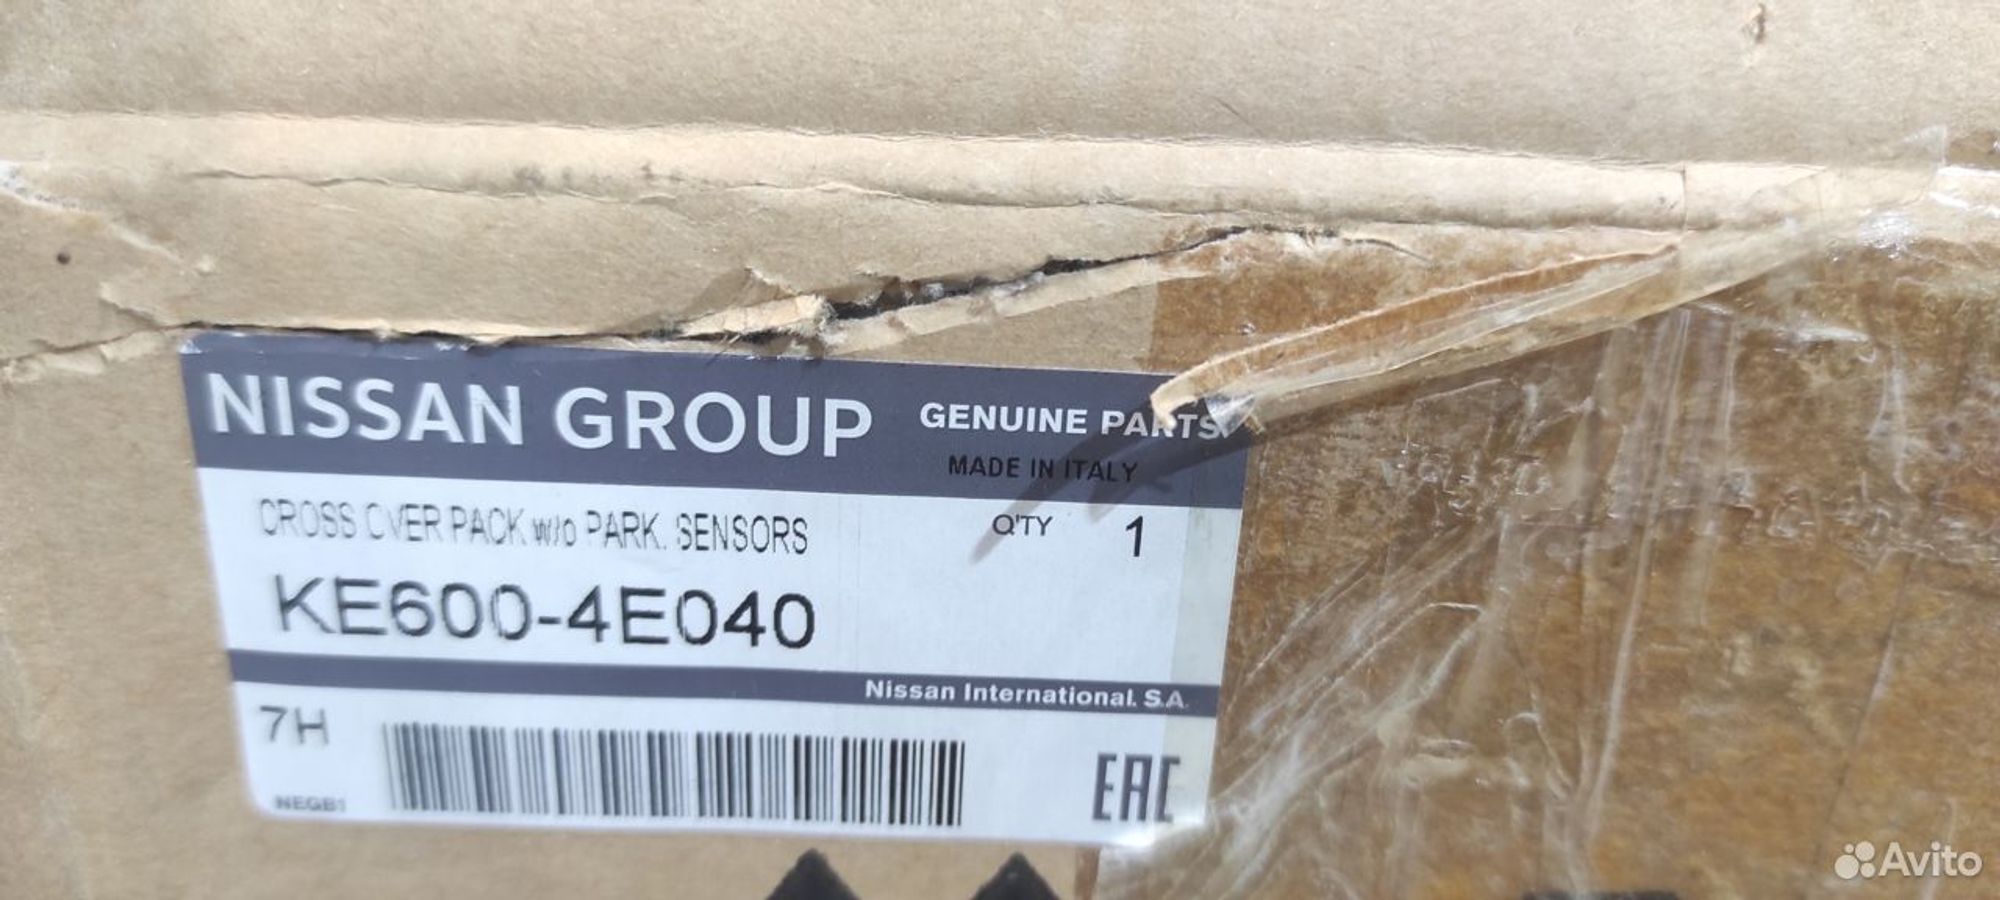 NISSAN GROUP GENUINE PARTS
MADE IN ITALY
CROSS OVER PACK w/o PARK. SENSORS Q'TY 1
KE600-4E040
Nissan International. S.A.
7H
NEGB1
EAC
Avito